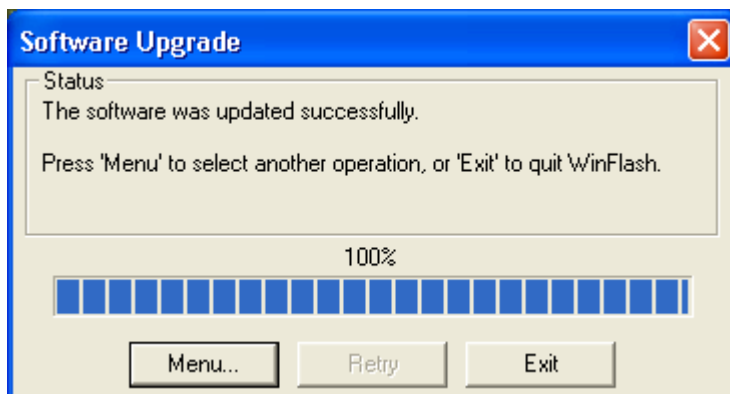 Software Upgrade
Status
The software was updated successfully.
Press 'Menu' to select another operation, or 'Exit' to quit WinFlash.
100%
Menu... Retry Exit